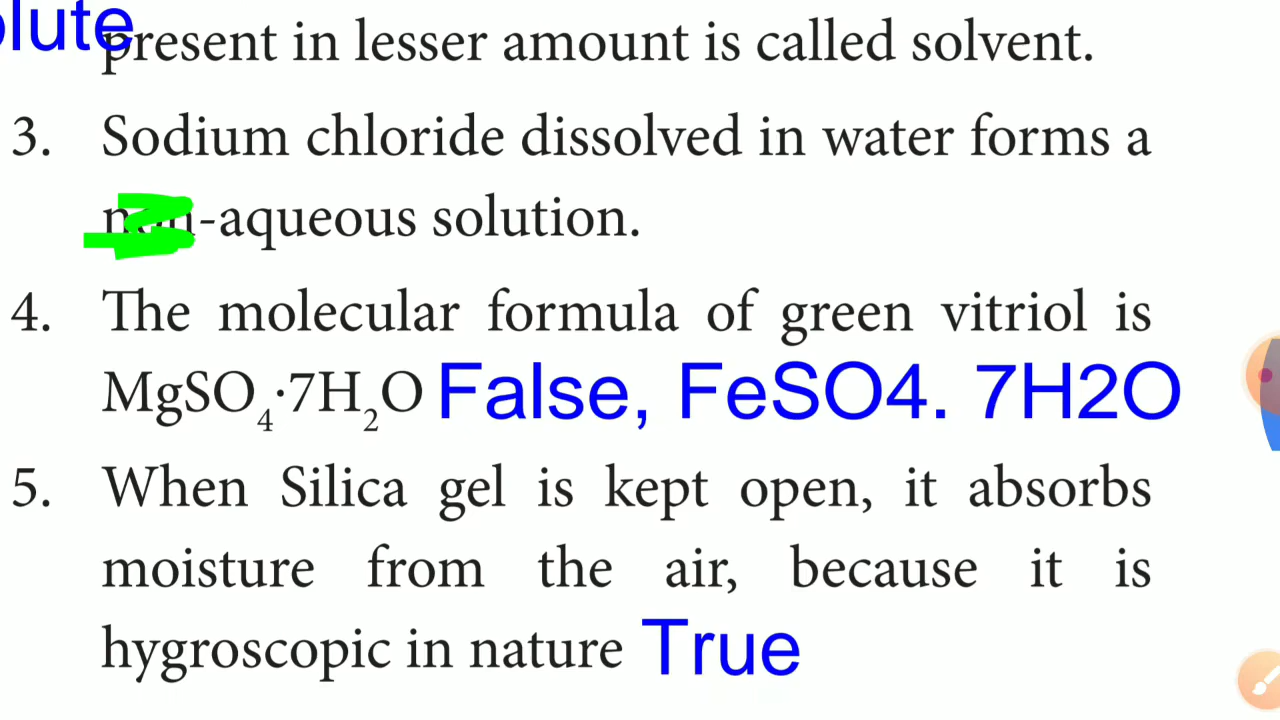 olute
present in lesser amount is called solvent.
3. Sodium chloride dissolved in water forms a
non-aqueous solution.
4. The molecular formula of green vitriol is
MgSO₄·7H₂O False, FeSO4. 7H2O
5. When Silica gel is kept open, it absorbs
moisture from the air, because it is
hygroscopic in nature True